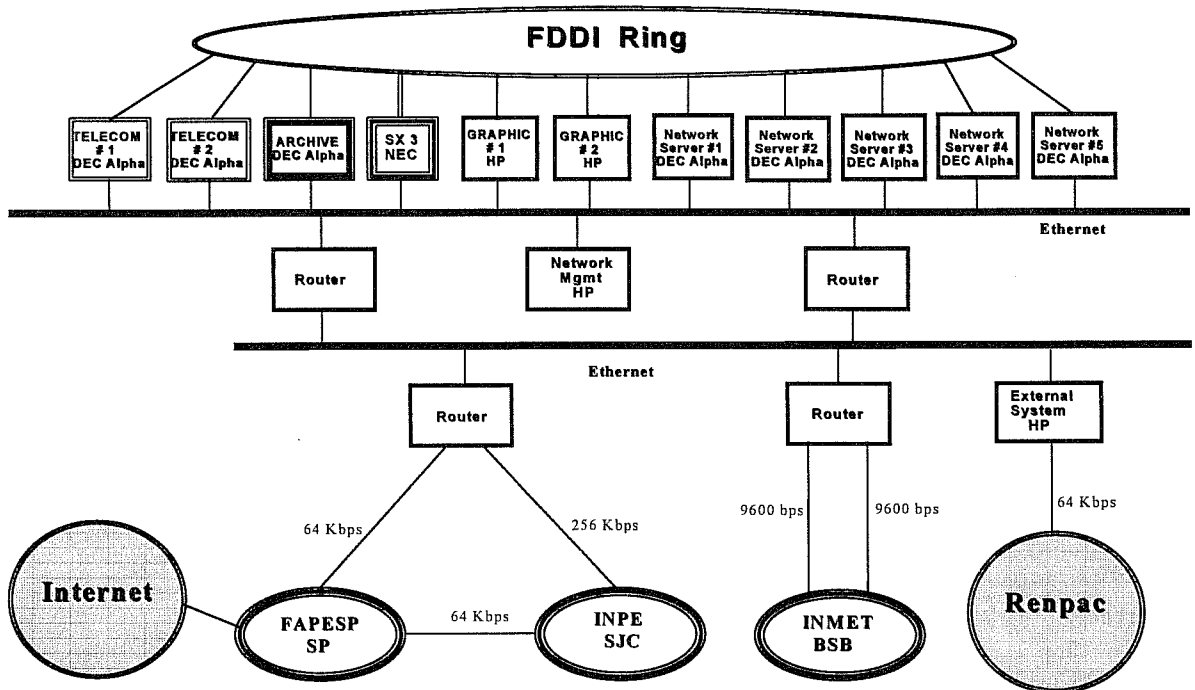 FDDI Ring
TELECOM
# 1
DEC Alpha
TELECOM
# 2
DEC Alpha
ARCHIVE
DEC Alpha
SX 3
NEC
GRAPHIC
# 1
HP
GRAPHIC
# 2
HP
Network
Server #1
DEC Alpha
Network
Server #2
DEC Alpha
Network
Server #3
DEC Alpha
Network
Server #4
DEC Alpha
Network
Server #5
DEC Alpha
Ethernet
Router
Network
Mgmt
HP
Router
Ethernet
Router
Router
External
System
HP
64 Kbps
256 Kbps
9600 bps
9600 bps
64 Kbps
Internet
FAPESP
SP
64 Kbps
INPE
SJC
INMET
BSB
Renpac